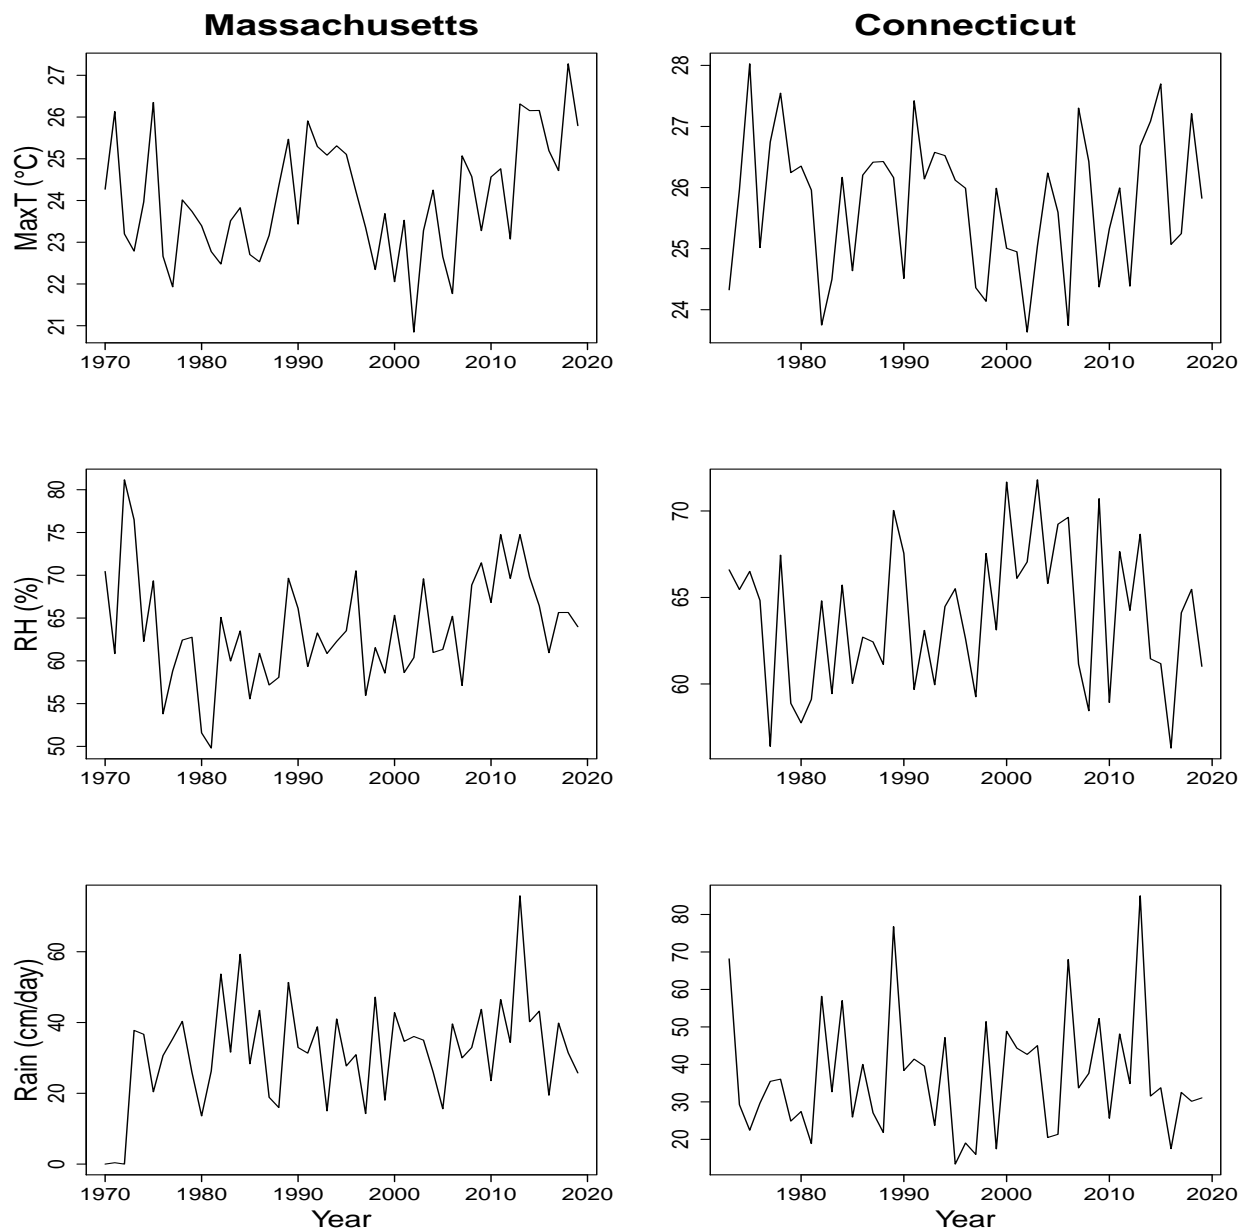 Massachusetts
Connecticut
MaxT (°C)
21 22 23 24 25 26 27
1970 1980 1990 2000 2010 2020
24 25 26 27 28
1980 1990 2000 2010 2020
RH (%)
50 55 60 65 70 75 80
1970 1980 1990 2000 2010 2020
60 65 70
1980 1990 2000 2010 2020
Rain (cm/day)
0 20 40 60
1970 1980 1990 2000 2010 2020
Year
20 30 40 50 60 70 80
1980 1990 2000 2010 2020
Year